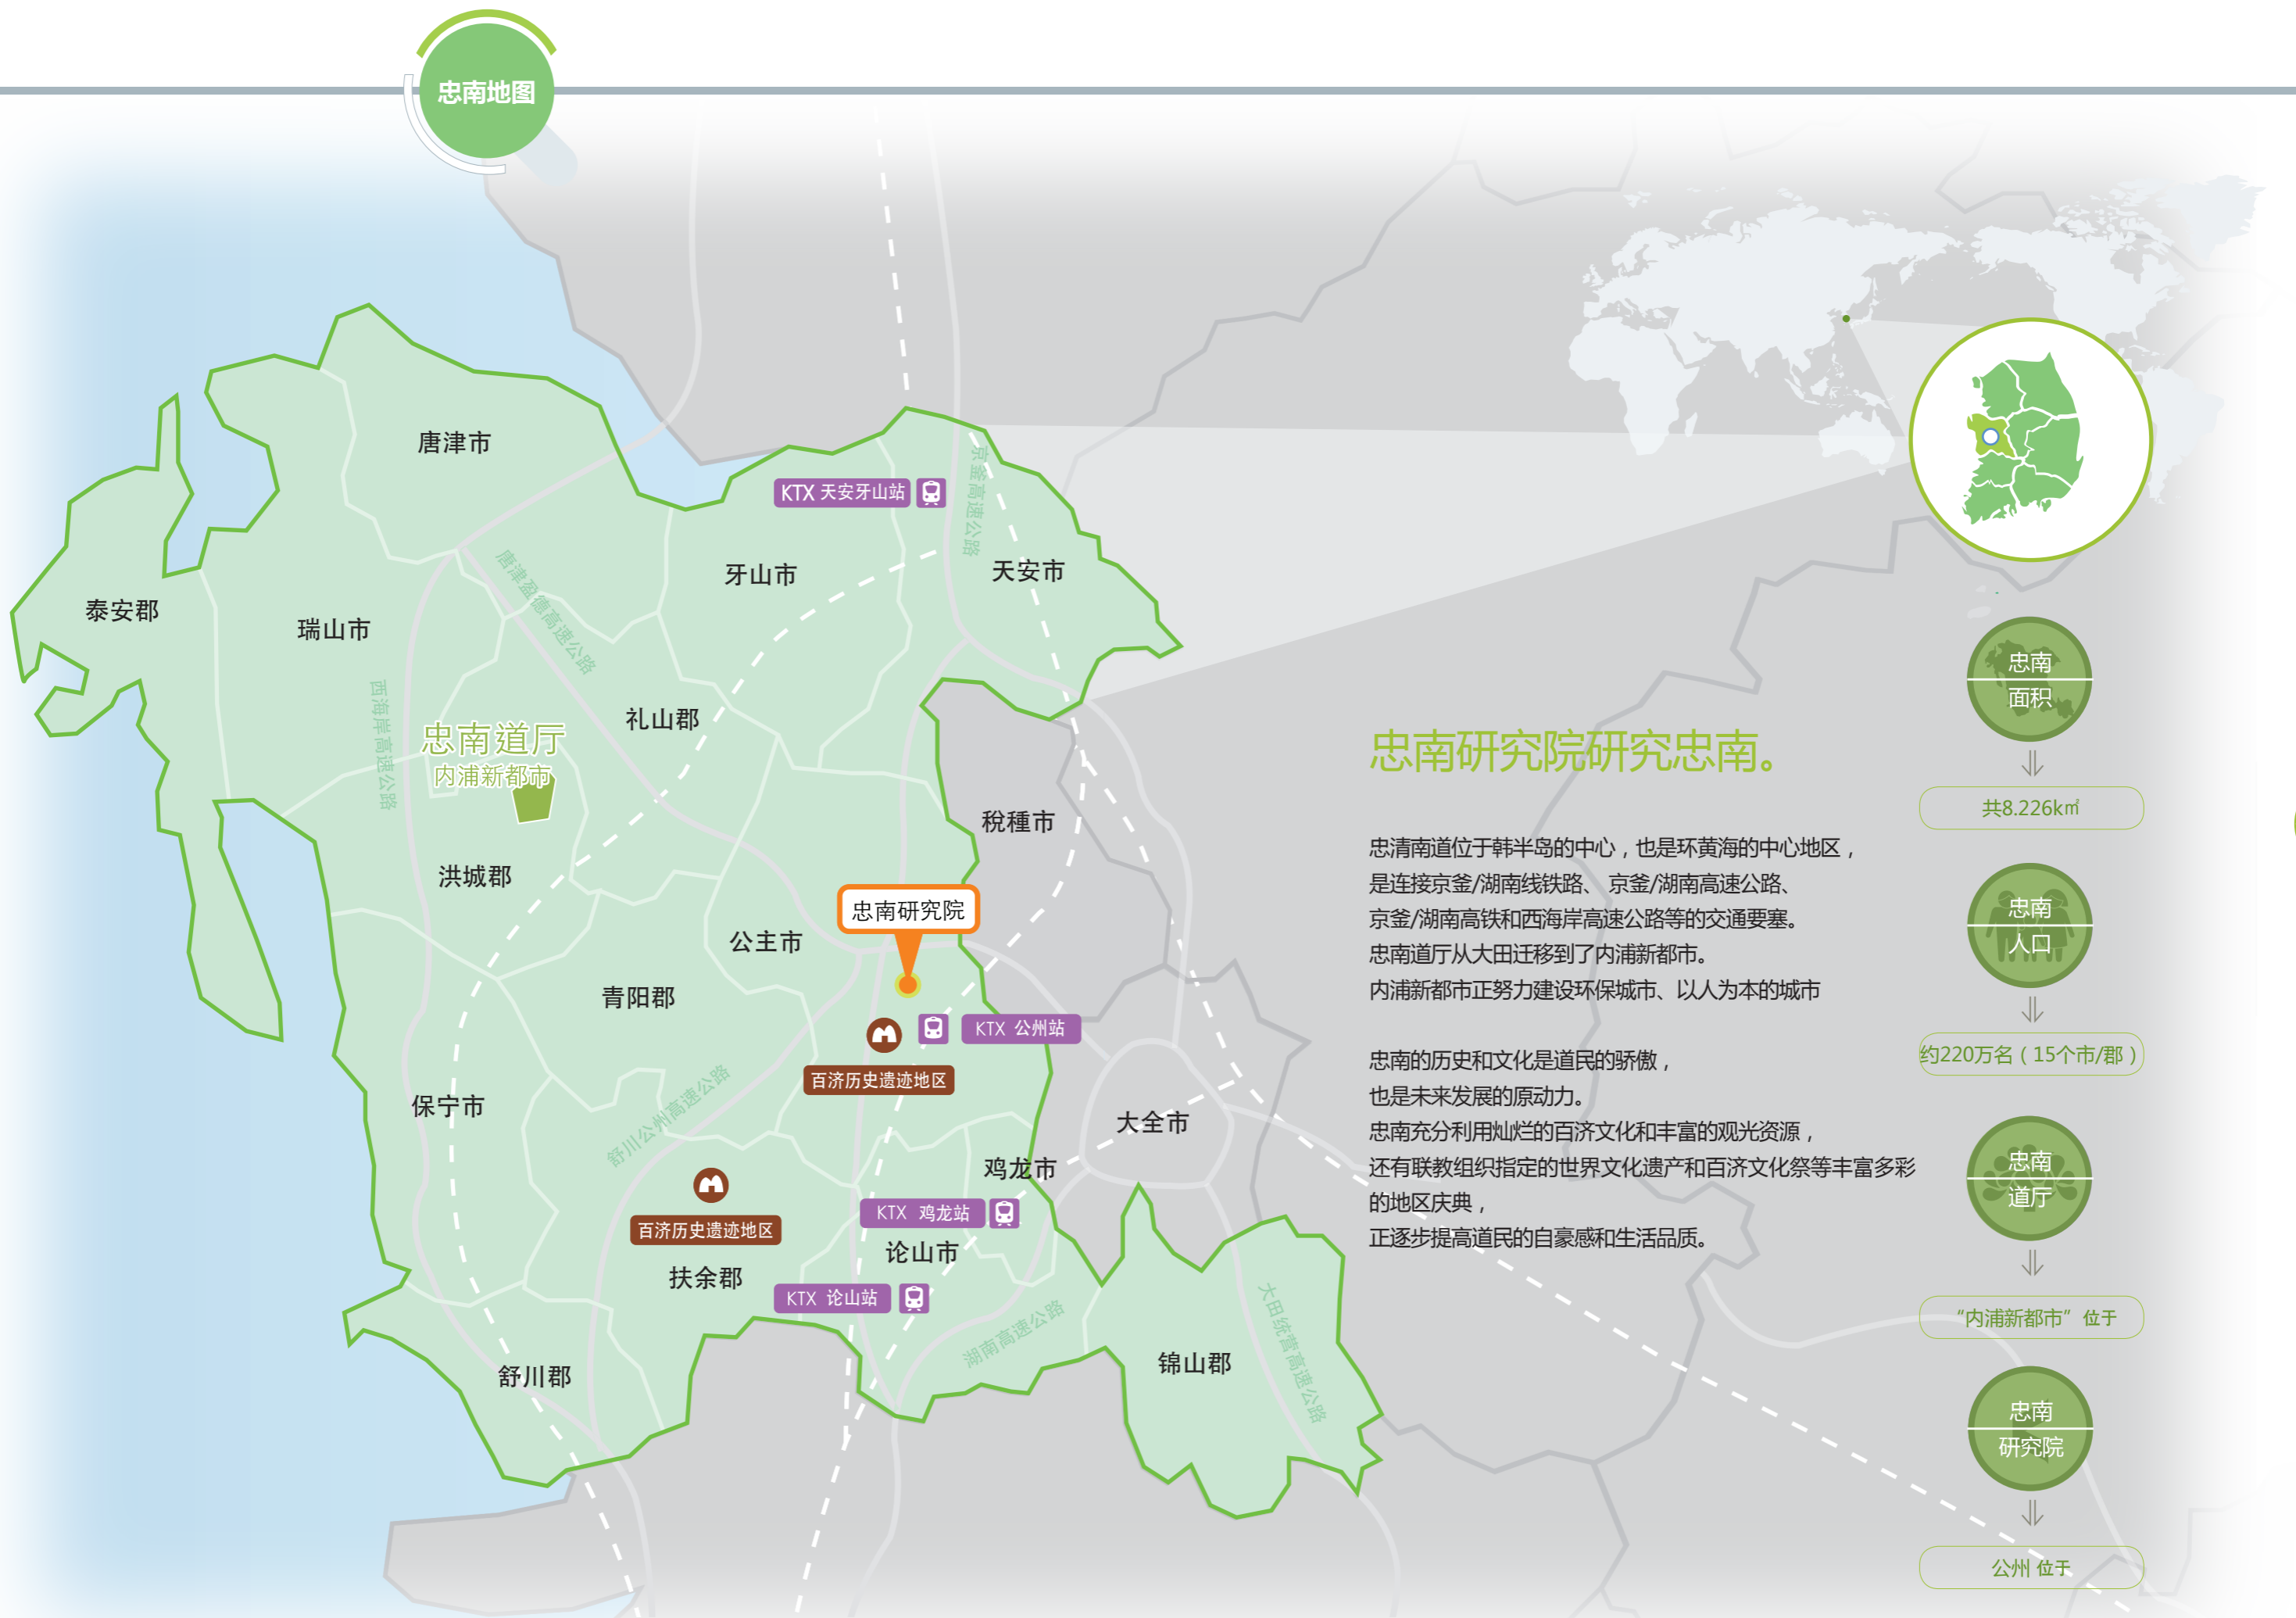 忠南地图
唐津市
KTX 天安牙山站
京釜高速公路
牙山市
天安市
唐津盈德高速公路
泰安郡
瑞山市
西海岸高速公路
礼山郡
忠南道厅
内浦新都市
税種市
洪城郡
忠南研究院
公主市
青阳郡
KTX 公州站
百济历史遗迹地区
保宁市
舒川公州高速公路
大全市
鸡龙市
百济历史遗迹地区
KTX 鸡龙站
论山市
扶余郡
KTX 论山站
湖南高速公路
大田统营高速公路
舒川郡
锦山郡
忠南研究院研究忠南。
忠清南道位于韩半岛的中心，也是环黄海的中心地区，
是连接京釜/湖南线铁路、 京釜/湖南高速公路、
京釜/湖南高铁和西海岸高速公路等的交通要塞。
忠南道厅从大田迁移到了内浦新都市。
内浦新都市正努力建设环保城市、以人为本的城市
忠南的历史和文化是道民的骄傲，
也是未来发展的原动力。
忠南充分利用灿烂的百济文化和丰富的观光资源，
还有联教组织指定的世界文化遗产和百济文化祭等丰富多彩
的地区庆典，
正逐步提高道民的自豪感和生活品质。
忠南
面积
共8.226k㎡
忠南
人口
约220万名（15个市/郡）
忠南
道厅
“内浦新都市”位于
忠南
研究院
公州 位于